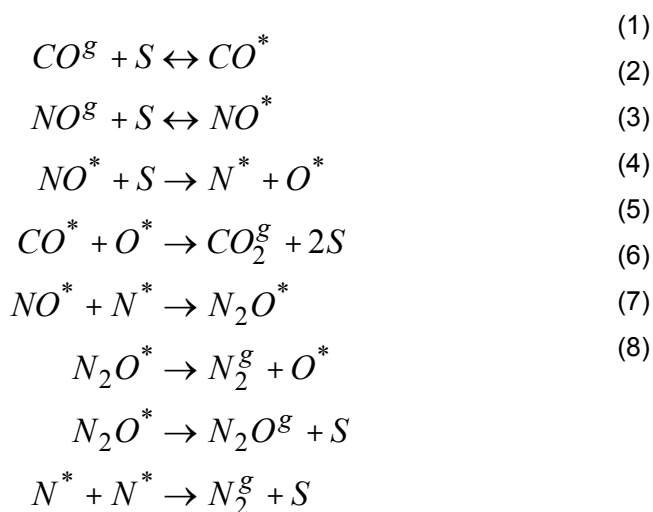 CO^g + S ↔ CO^*
NO^g + S ↔ NO^*
NO^* + S → N^* + O^*
CO^* + O^* → CO_2^g + 2S
NO^* + N^* → N_2O^*
N_2O^* → N_2^g + O^*
N_2O^* → N_2O^g + S
N^* + N^* → N_2^g + S
(1)
(2)
(3)
(4)
(5)
(6)
(7)
(8)